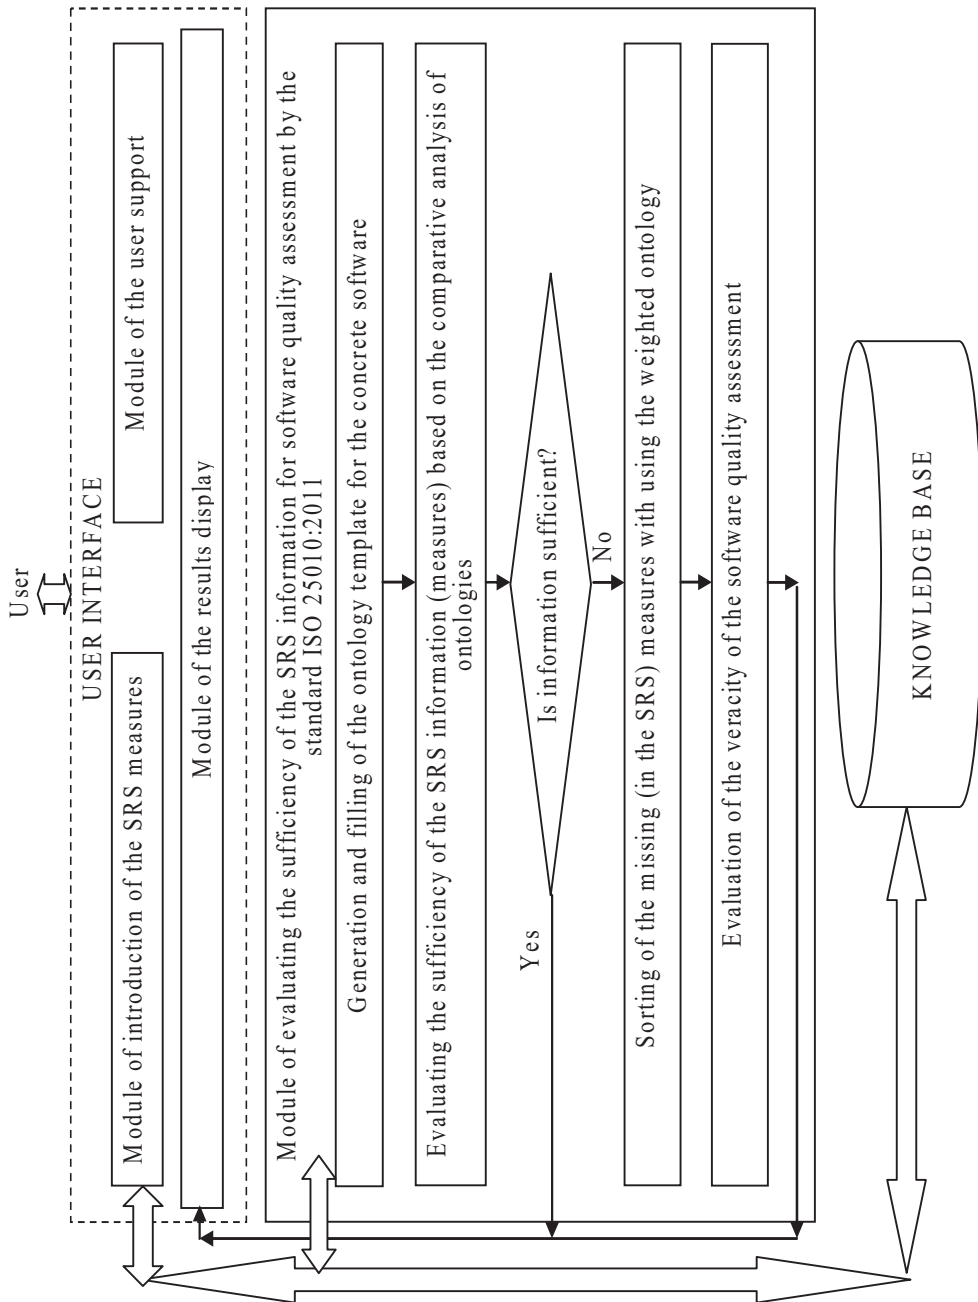 User
USER INTERFACE
Module of introduction of the SRS measures
Module of the user support
Module of the results display
Module of evaluating the sufficiency of the SRS information for software quality assessment by the
standard ISO 25010:2011
Generation and filling of the ontology template for the concrete software
Evaluating the sufficiency of the SRS information (measures) based on the comparative analysis of
ontologies
Is information sufficient?
Yes
No
Sorting of the missing (in the SRS) measures with using the weighted ontology
Evaluation of the veracity of the software quality assessment
KNOWLEDGE BASE